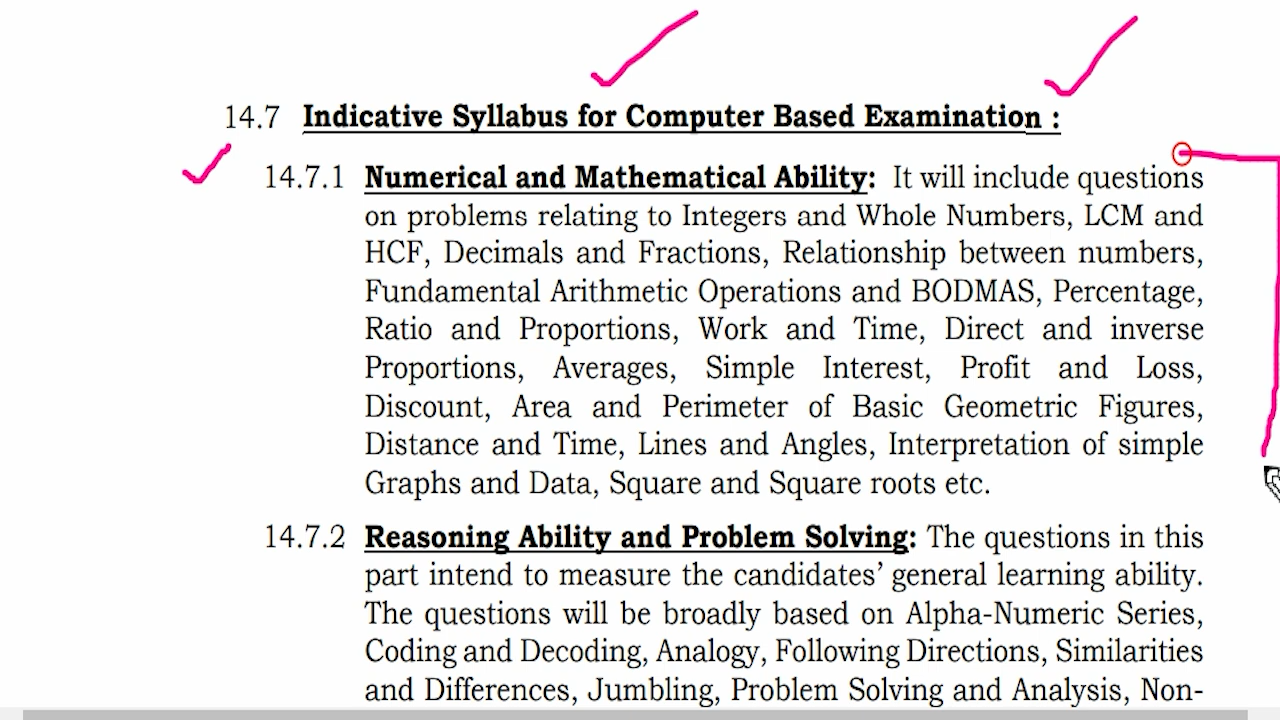 14.7 Indicative Syllabus for Computer Based Examination :
14.7.1 Numerical and Mathematical Ability: It will include questions
on problems relating to Integers and Whole Numbers, LCM and
HCF, Decimals and Fractions, Relationship between numbers,
Fundamental Arithmetic Operations and BODMAS, Percentage,
Ratio and Proportions, Work and Time, Direct and inverse
Proportions, Averages, Simple Interest, Profit and Loss,
Discount, Area and Perimeter of Basic Geometric Figures,
Distance and Time, Lines and Angles, Interpretation of simple
Graphs and Data, Square and Square roots etc.
14.7.2 Reasoning Ability and Problem Solving: The questions in this
part intend to measure the candidates’ general learning ability.
The questions will be broadly based on Alpha-Numeric Series,
Coding and Decoding, Analogy, Following Directions, Similarities
and Differences, Jumbling, Problem Solving and Analysis, Non-